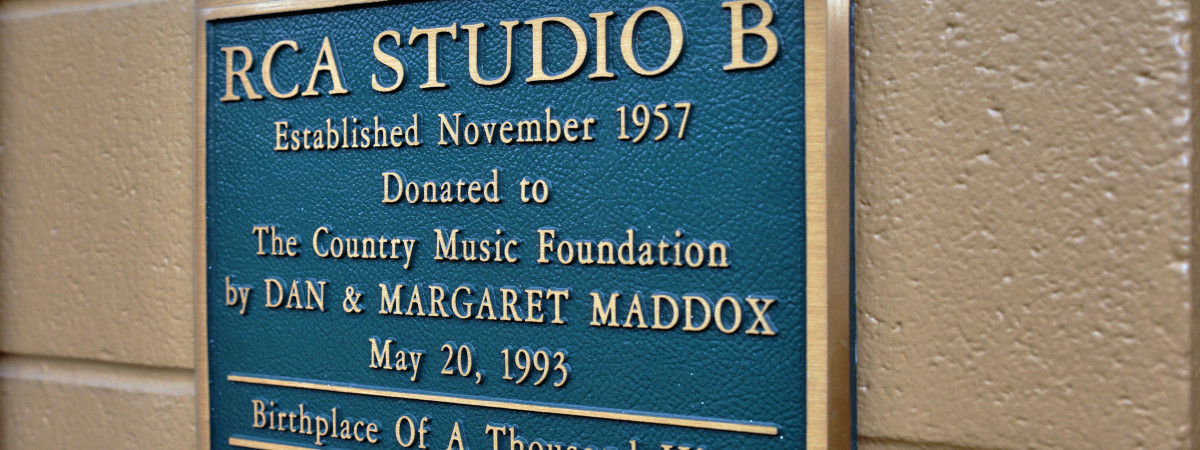 RCA STUDIO B
Established November 1957
Donated to
The Country Music Foundation
by DAN & MARGARET MADDOX
May 20, 1993
Birthplace Of A Thousand